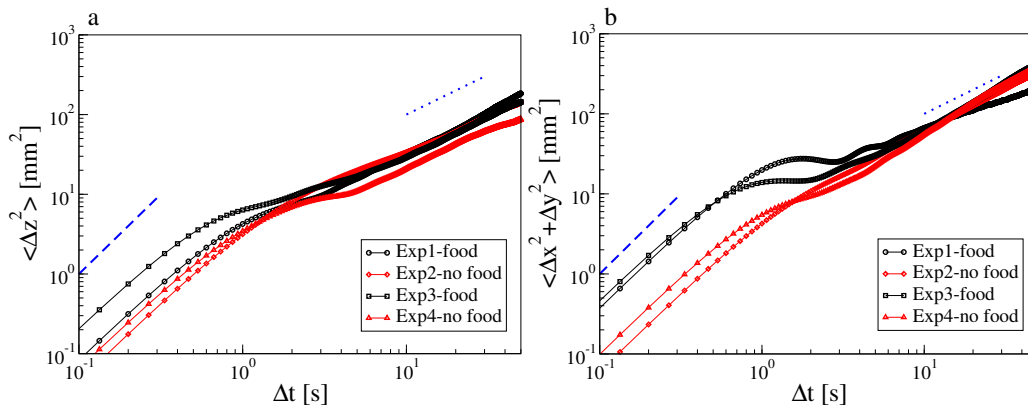 a
10^3
10^2
10^1
10^0
10^-1
<Δz^2> [mm^2]
10^-1
10^0
10^1
Δt [s]
Exp1-food
Exp2-no food
Exp3-food
Exp4-no food
b
10^3
10^2
10^1
10^0
10^-1
<Δx^2+Δy^2> [mm^2]
10^-1
10^0
10^1
Δt [s]
Exp1-food
Exp2-no food
Exp3-food
Exp4-no food